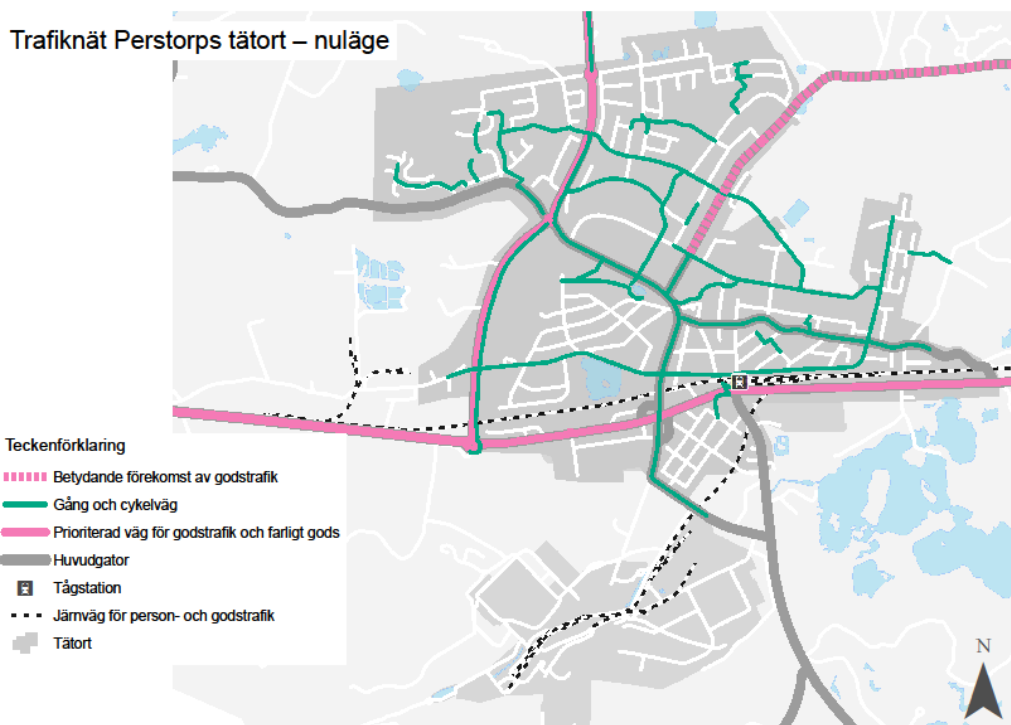 Trafiknät Perstorps tätort – nuläge
Teckenförklaring
Betydande förekomst av godstrafik
Gång och cykelväg
Prioriterad väg för godstrafik och farligt gods
Huvudgator
Tågstation
Järnväg för person- och godstrafik
Tätort
N